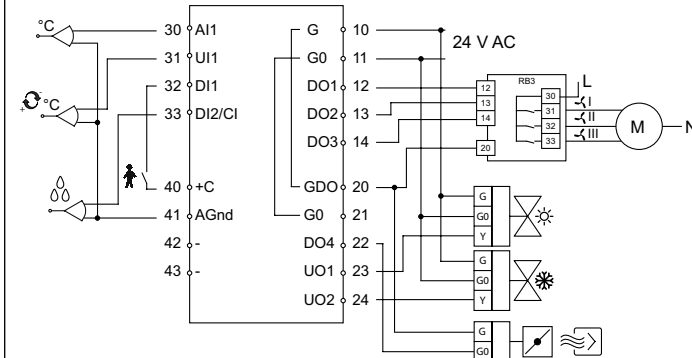 °C 30 AI1 G 10
24 V AC
31 UI1 G0 11
°C 32 DI1 DO1 12 12 RB3 30 L
33 DI2/CI DO2 13 13 31 I
DO3 14 14 32 II M N
20 33 III
40 +C GDO 20
41 AGnd G0 21
42 - DO4 22
43 - UO1 23
UO2 24
G
G0
Y
G
G0
Y
G
G0